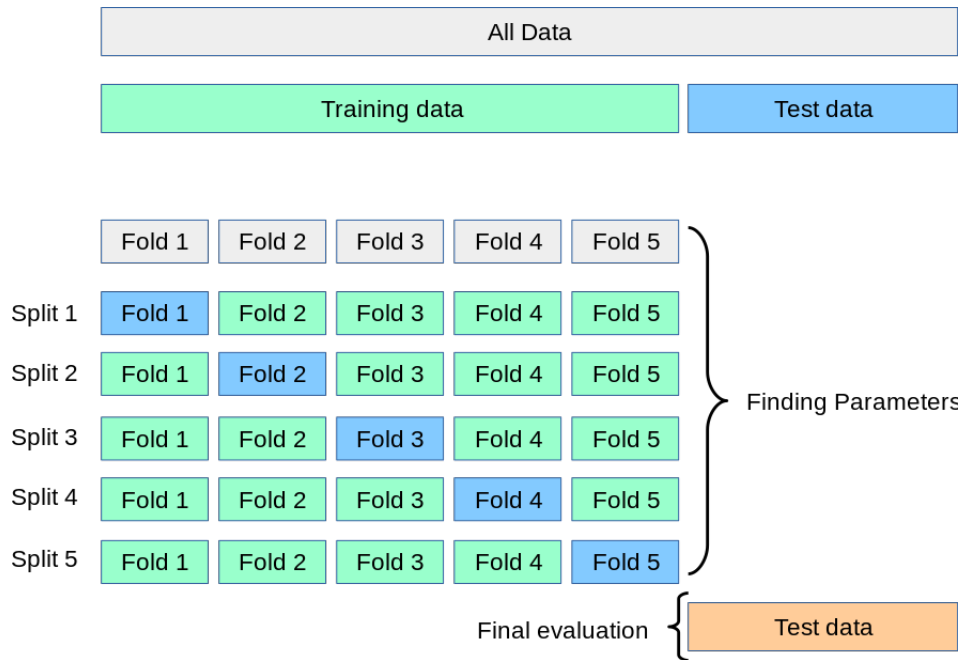 All Data
Training data Test data
Fold 1 Fold 2 Fold 3 Fold 4 Fold 5
Split 1 Fold 1 Fold 2 Fold 3 Fold 4 Fold 5
Split 2 Fold 1 Fold 2 Fold 3 Fold 4 Fold 5
Finding Parameters
Split 3 Fold 1 Fold 2 Fold 3 Fold 4 Fold 5
Split 4 Fold 1 Fold 2 Fold 3 Fold 4 Fold 5
Split 5 Fold 1 Fold 2 Fold 3 Fold 4 Fold 5
Final evaluation Test data